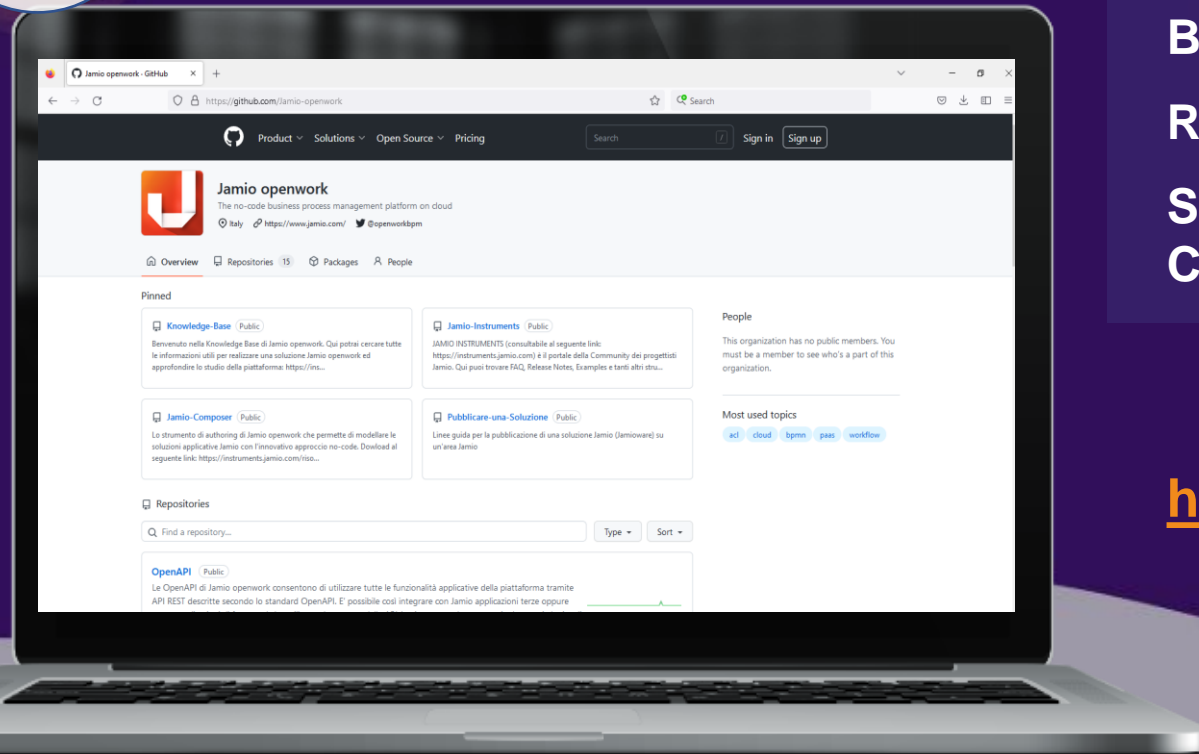 Jamio openwork · GitHub
https://github.com/Jamio-openwork
Search
Product
Solutions
Open Source
Pricing
Search
/
Sign in
Sign up
Jamio openwork
The no-code business process management platform on cloud
Italy
https://www.jamio.com/
@openworkbpm
Overview
Repositories 15
Packages
People
Pinned
Knowledge-Base Public
Benvenuto nella Knowledge Base di Jamio openwork. Qui potrai cercare tutte
le informazioni utili per realizzare una soluzione Jamio openwork ed
approfondire lo studio della piattaforma: https://ins...
Jamio-Instruments Public
JAMIO INSTRUMENTS (consultabile al seguente link:
https://instruments.jamio.com) è il portale della Community dei progettisti
Jamio. Qui puoi trovare FAQ, Release Notes, Examples e tanti altri stru...
Jamio-Composer Public
Lo strumento di authoring di Jamio openwork che permette di modellare le
soluzioni applicative Jamio con l'innovativo approccio no-code. Dowload al
seguente link: https://instruments.jamio.com/riso...
Pubblicare-una-Soluzione Public
Linee guida per la pubblicazione di una soluzione Jamio (Jamioware) su
un'area Jamio
People
This organization has no public members. You
must be a member to see who's a part of this
organization.
Most used topics
acl cloud bpmn paas workflow
Repositories
Find a repository...
Type
Sort
OpenAPI Public
Le OpenAPI di Jamio openwork consentono di utilizzare tutte le funzionalità applicative della piattaforma tramite
API REST descritte secondo lo standard OpenAPI. E' possibile così integrare con Jamio applicazioni terze oppure
B
R
S
C
h